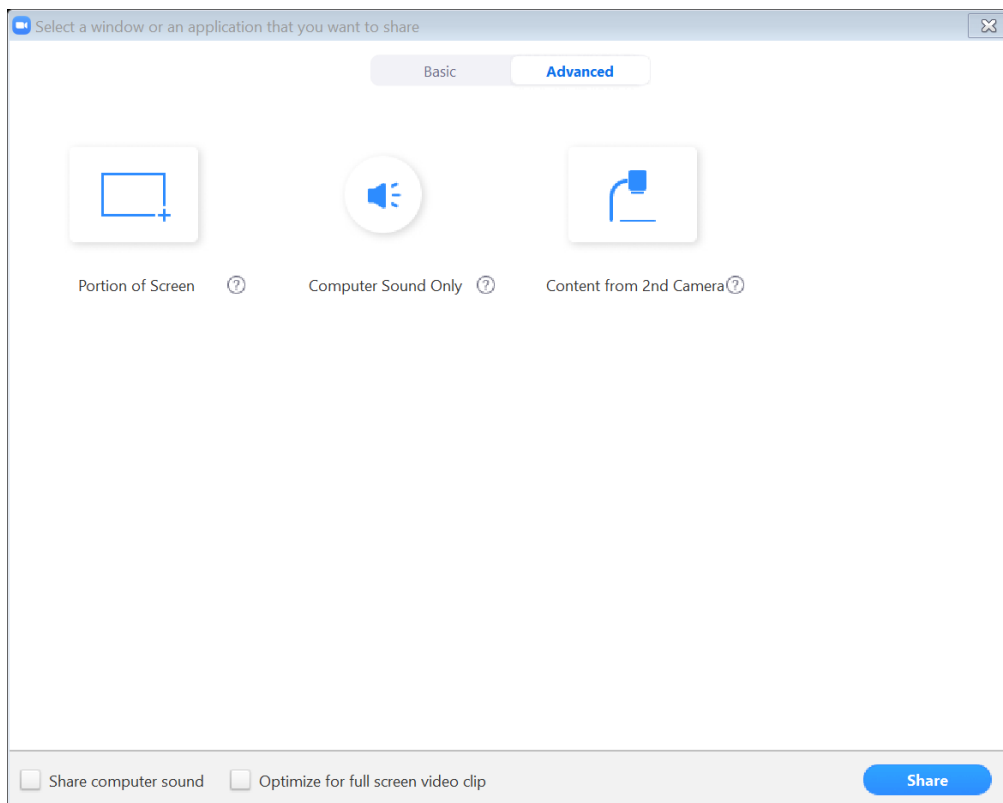 Select a window or an application that you want to share
Basic Advanced
Portion of Screen ? Computer Sound Only ? Content from 2nd Camera ?
Share computer sound Optimize for full screen video clip Share